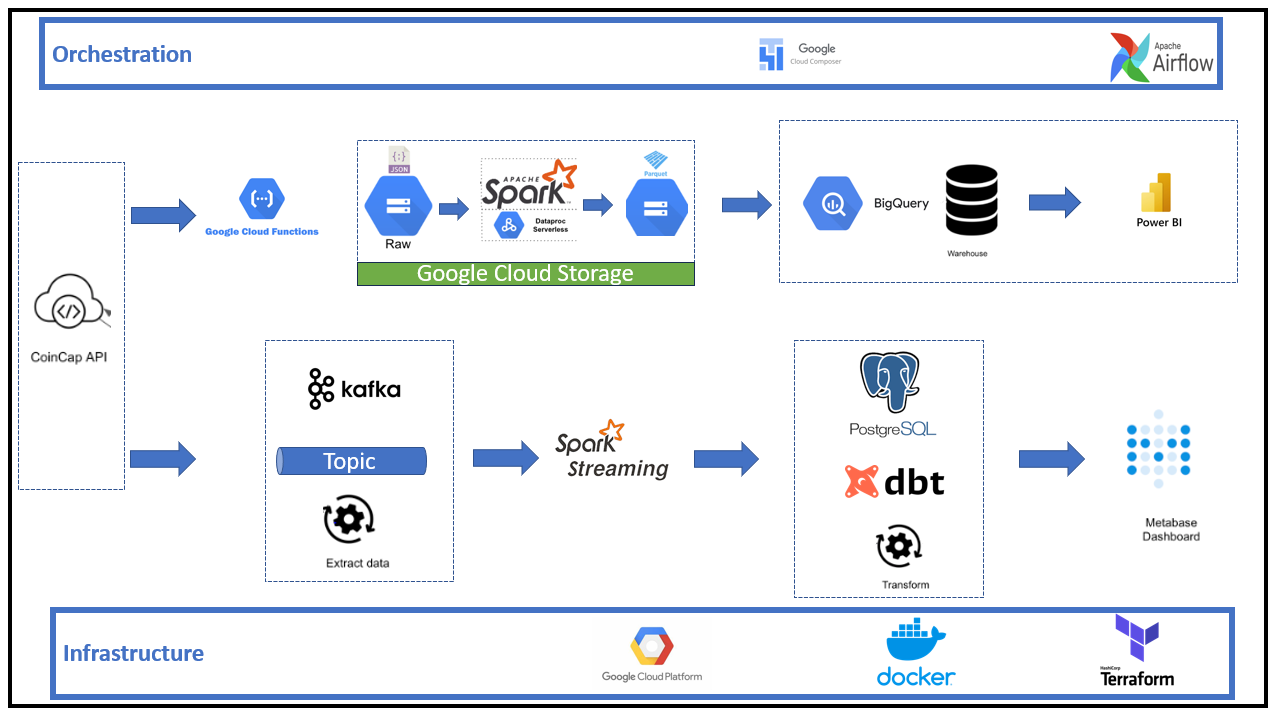 Orchestration
Google
Cloud Composer
Apache
Airflow
Google Cloud Functions
{:}
JSON
Raw
APACHE
Spark
Dataproc
Serverless
Parquet
Google Cloud Storage
BigQuery
Warehouse
Power BI
</>
CoinCap API
kafka
Topic
Extract data
Spark
Streaming
PostgreSQL
dbt
Transform
Metabase
Dashboard
Infrastructure
Google Cloud Platform
docker
HashiCorp
Terraform